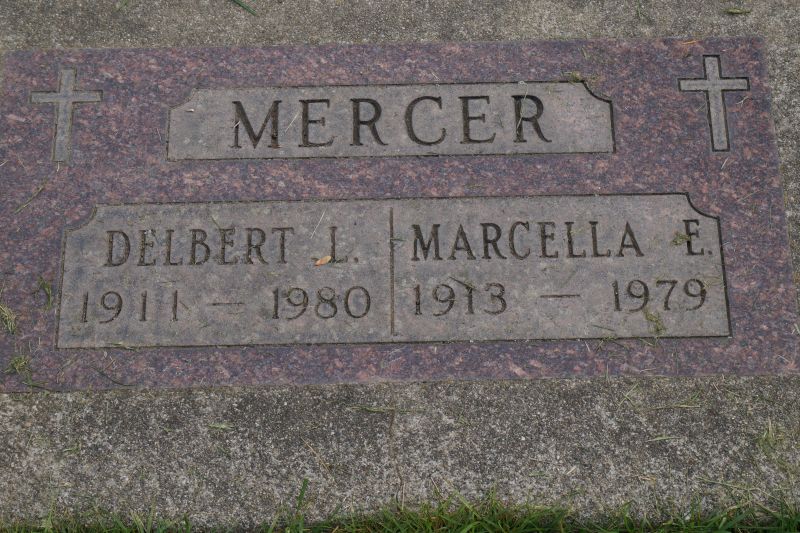 MERCER
DELBERT L.
1911 — 1980
MARCELLA E.
1913 — 1979